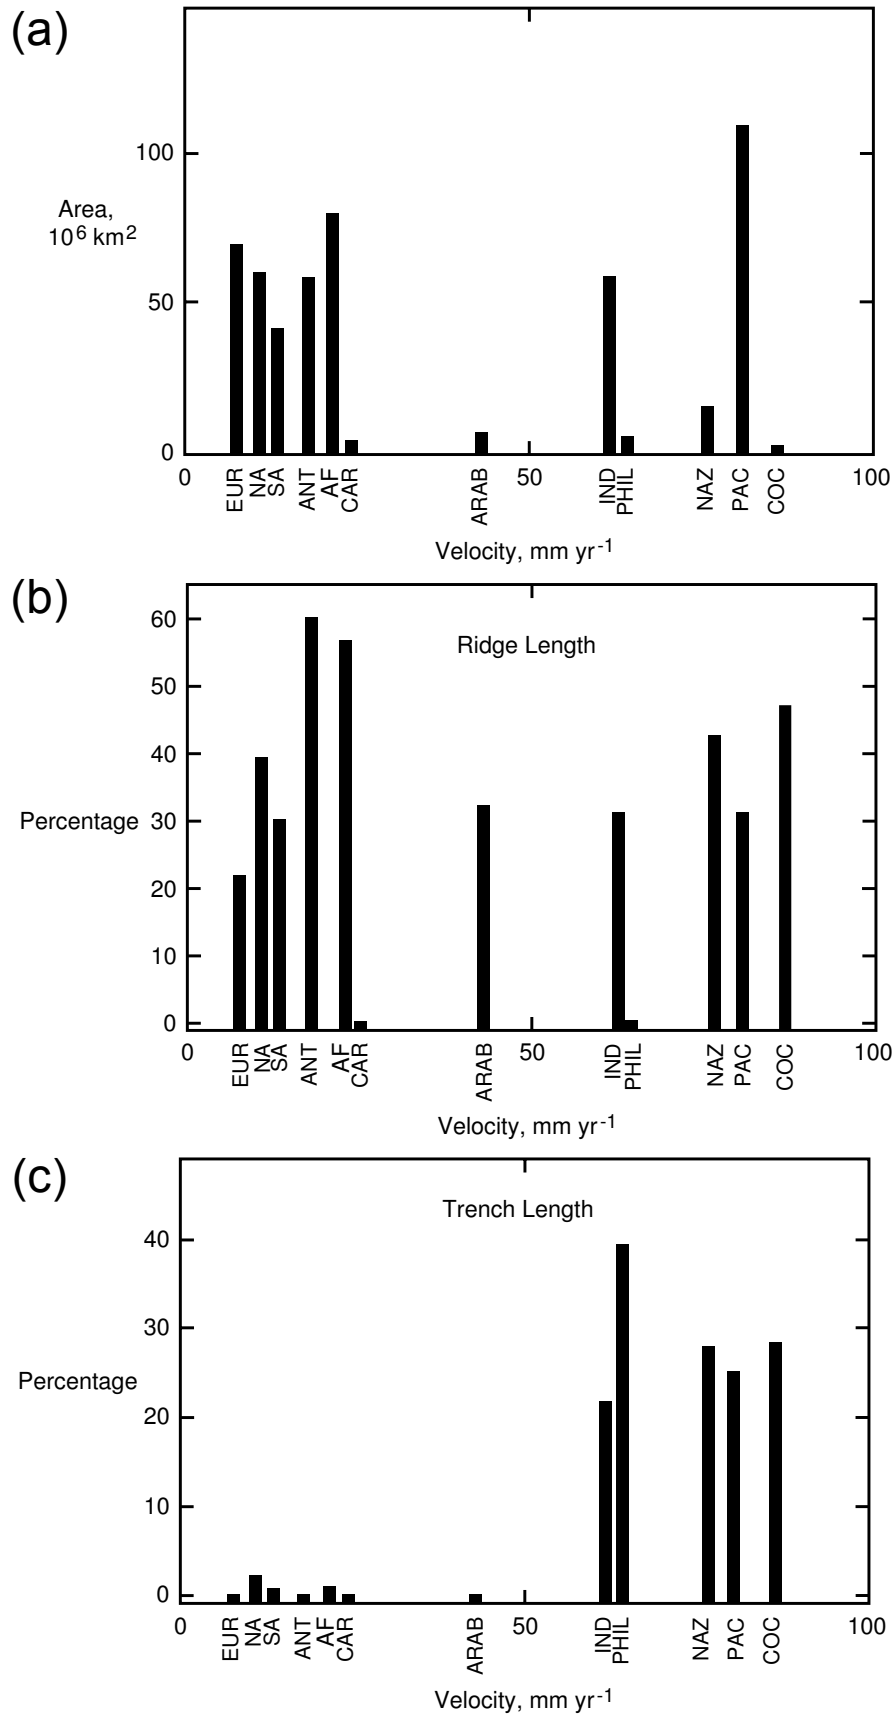 (a)
100
Area,
10⁶ km²
50
0
0 50 100
EUR NA SA ANT AF CAR ARAB IND PHIL NAZ PAC COC
Velocity, mm yr⁻¹
(b)
60
Ridge Length
50
40
Percentage 30
20
10
0
0 50 100
EUR NA SA ANT AF CAR ARAB IND PHIL NAZ PAC COC
Velocity, mm yr⁻¹
(c)
Trench Length
40
30
Percentage
20
10
0
0 50 100
EUR NA SA ANT AF CAR ARAB IND PHIL NAZ PAC COC
Velocity, mm yr⁻¹